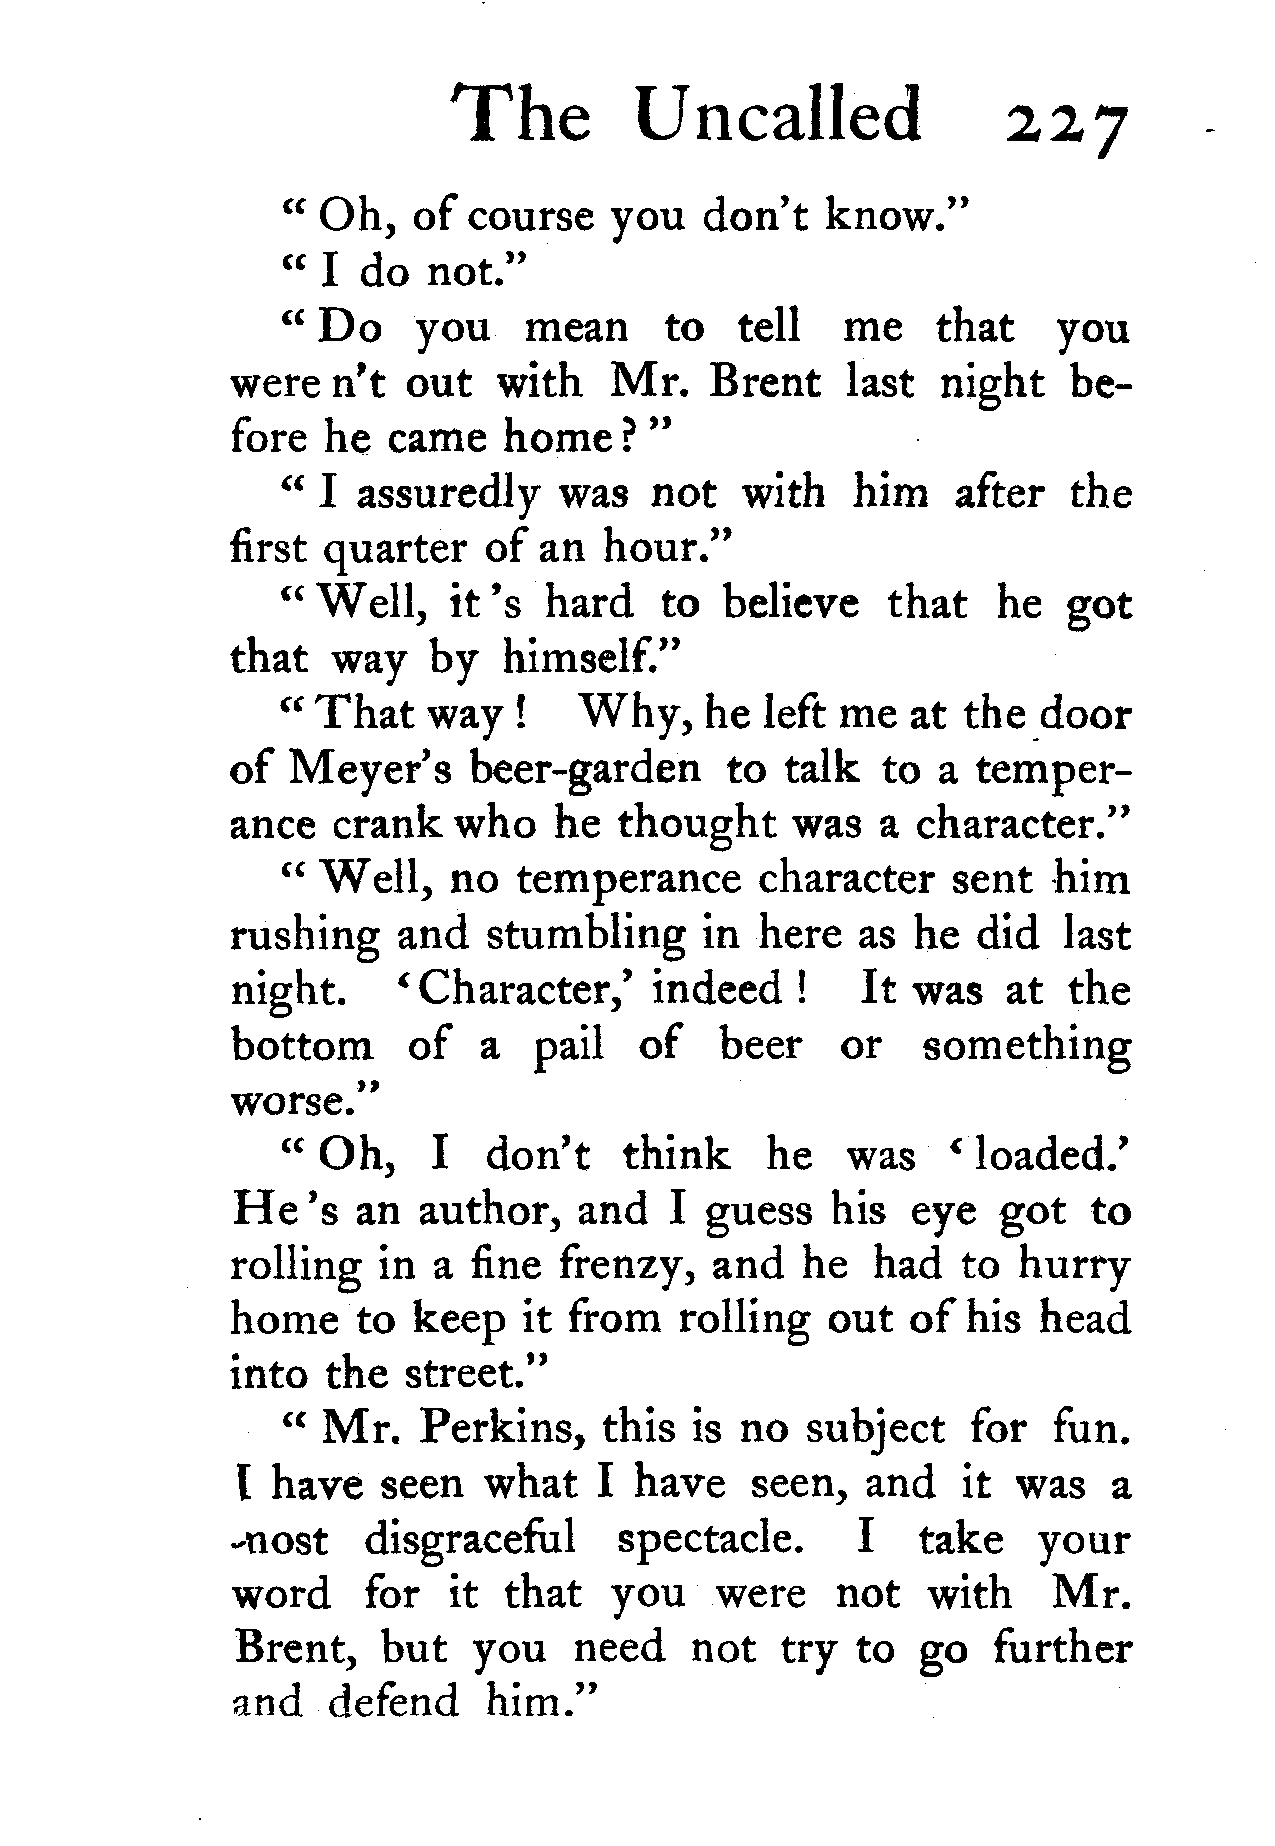 The Uncalled 227
“ Oh, of course you don't know.”
“ I do not.”
“ Do you mean to tell me that you
were n't out with Mr. Brent last night be-
fore he came home? ”
“ I assuredly was not with him after the
first quarter of an hour.”
“ Well, it 's hard to believe that he got
that way by himself.”
“ That way! Why, he left me at the door
of Meyer's beer-garden to talk to a temper-
ance crank who he thought was a character.”
“ Well, no temperance character sent him
rushing and stumbling in here as he did last
night. ‘ Character,’ indeed! It was at the
bottom of a pail of beer or something
worse.”
“ Oh, I don't think he was ‘ loaded.’
He 's an author, and I guess his eye got to
rolling in a fine frenzy, and he had to hurry
home to keep it from rolling out of his head
into the street.”
“ Mr. Perkins, this is no subject for fun.
I have seen what I have seen, and it was a
most disgraceful spectacle. I take your
word for it that you were not with Mr.
Brent, but you need not try to go further
and defend him.”